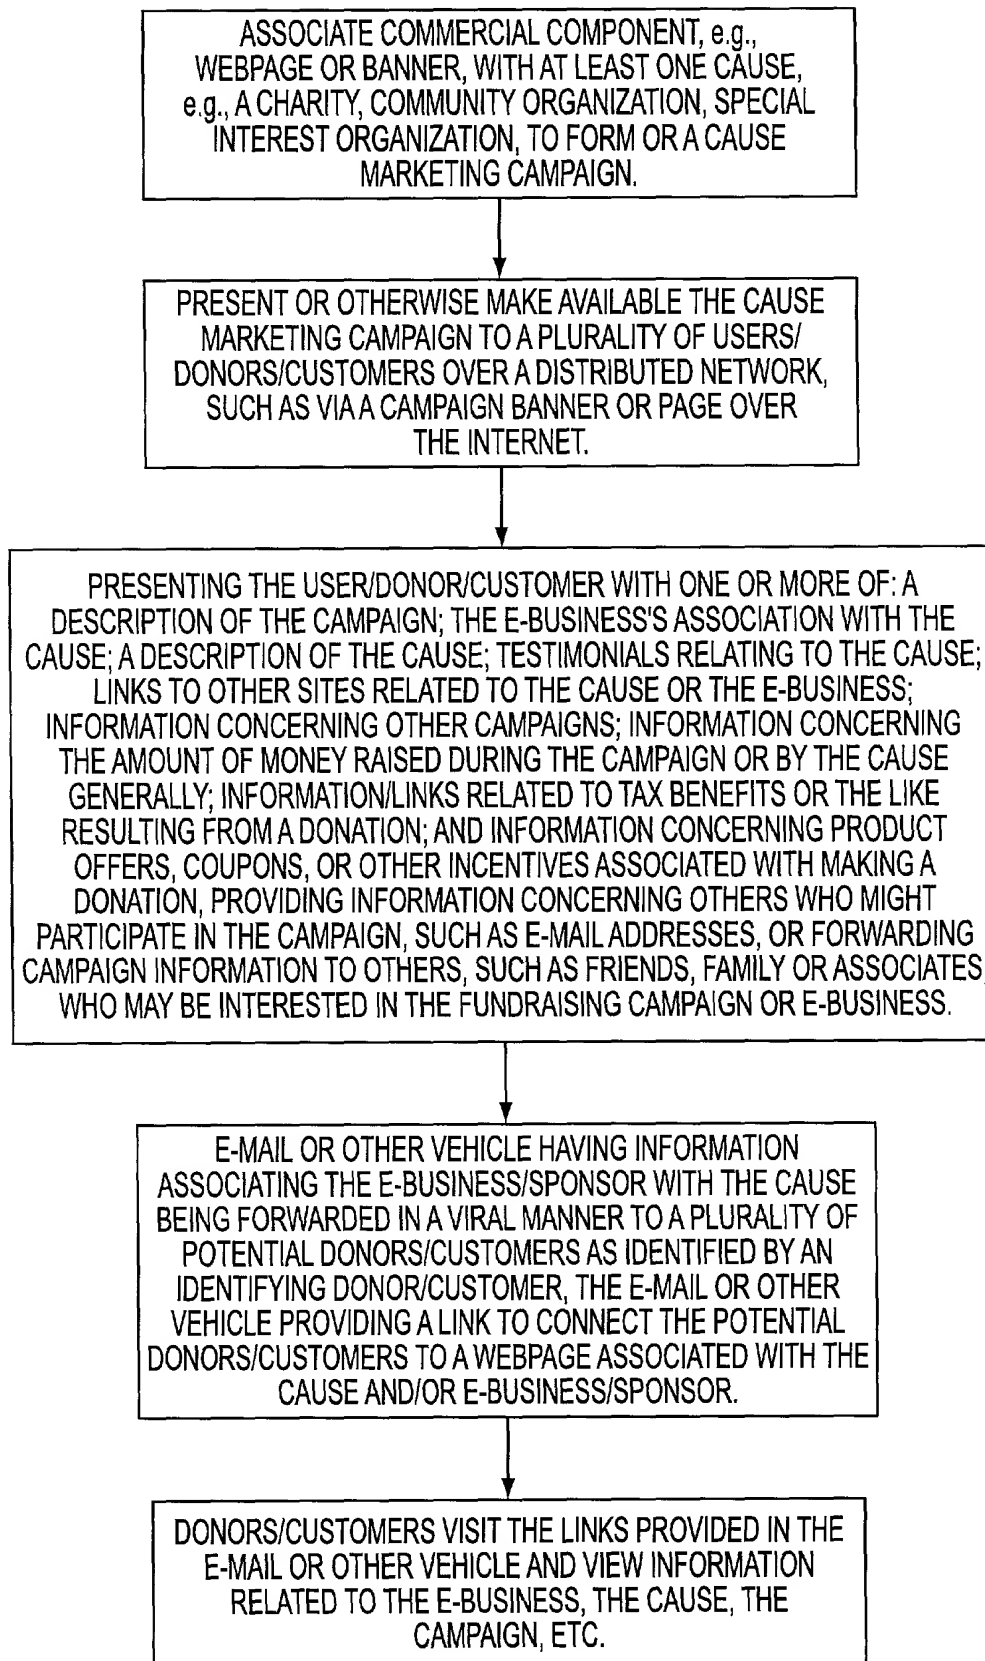 ASSOCIATE COMMERCIAL COMPONENT, e.g.,
WEBPAGE OR BANNER, WITH AT LEAST ONE CAUSE,
e.g., A CHARITY, COMMUNITY ORGANIZATION, SPECIAL
INTEREST ORGANIZATION, TO FORM OR A CAUSE
MARKETING CAMPAIGN.
PRESENT OR OTHERWISE MAKE AVAILABLE THE CAUSE
MARKETING CAMPAIGN TO A PLURALITY OF USERS/
DONORS/CUSTOMERS OVER A DISTRIBUTED NETWORK,
SUCH AS VIA A CAMPAIGN BANNER OR PAGE OVER
THE INTERNET.
PRESENTING THE USER/DONOR/CUSTOMER WITH ONE OR MORE OF: A
DESCRIPTION OF THE CAMPAIGN; THE E-BUSINESS'S ASSOCIATION WITH THE
CAUSE; A DESCRIPTION OF THE CAUSE; TESTIMONIALS RELATING TO THE CAUSE;
LINKS TO OTHER SITES RELATED TO THE CAUSE OR THE E-BUSINESS;
INFORMATION CONCERNING OTHER CAMPAIGNS; INFORMATION CONCERNING
THE AMOUNT OF MONEY RAISED DURING THE CAMPAIGN OR BY THE CAUSE
GENERALLY; INFORMATION/LINKS RELATED TO TAX BENEFITS OR THE LIKE
RESULTING FROM A DONATION; AND INFORMATION CONCERNING PRODUCT
OFFERS, COUPONS, OR OTHER INCENTIVES ASSOCIATED WITH MAKING A
DONATION, PROVIDING INFORMATION CONCERNING OTHERS WHO MIGHT
PARTICIPATE IN THE CAMPAIGN, SUCH AS E-MAIL ADDRESSES, OR FORWARDING
CAMPAIGN INFORMATION TO OTHERS, SUCH AS FRIENDS, FAMILY OR ASSOCIATES,
WHO MAY BE INTERESTED IN THE FUNDRAISING CAMPAIGN OR E-BUSINESS.
E-MAIL OR OTHER VEHICLE HAVING INFORMATION
ASSOCIATING THE E-BUSINESS/SPONSOR WITH THE CAUSE
BEING FORWARDED IN A VIRAL MANNER TO A PLURALITY OF
POTENTIAL DONORS/CUSTOMERS AS IDENTIFIED BY AN
IDENTIFYING DONOR/CUSTOMER, THE E-MAIL OR OTHER
VEHICLE PROVIDING A LINK TO CONNECT THE POTENTIAL
DONORS/CUSTOMERS TO A WEBPAGE ASSOCIATED WITH THE
CAUSE AND/OR E-BUSINESS/SPONSOR.
DONORS/CUSTOMERS VISIT THE LINKS PROVIDED IN THE
E-MAIL OR OTHER VEHICLE AND VIEW INFORMATION
RELATED TO THE E-BUSINESS, THE CAUSE, THE
CAMPAIGN, ETC.